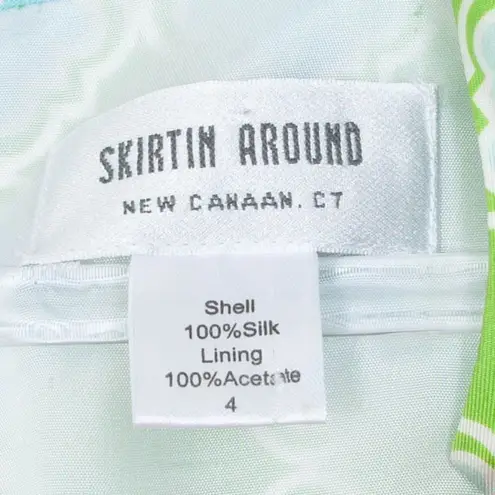 SKIRTIN AROUND
NEW CANAAN. CT
Shell
100%Silk
Lining
100%Acetate
4